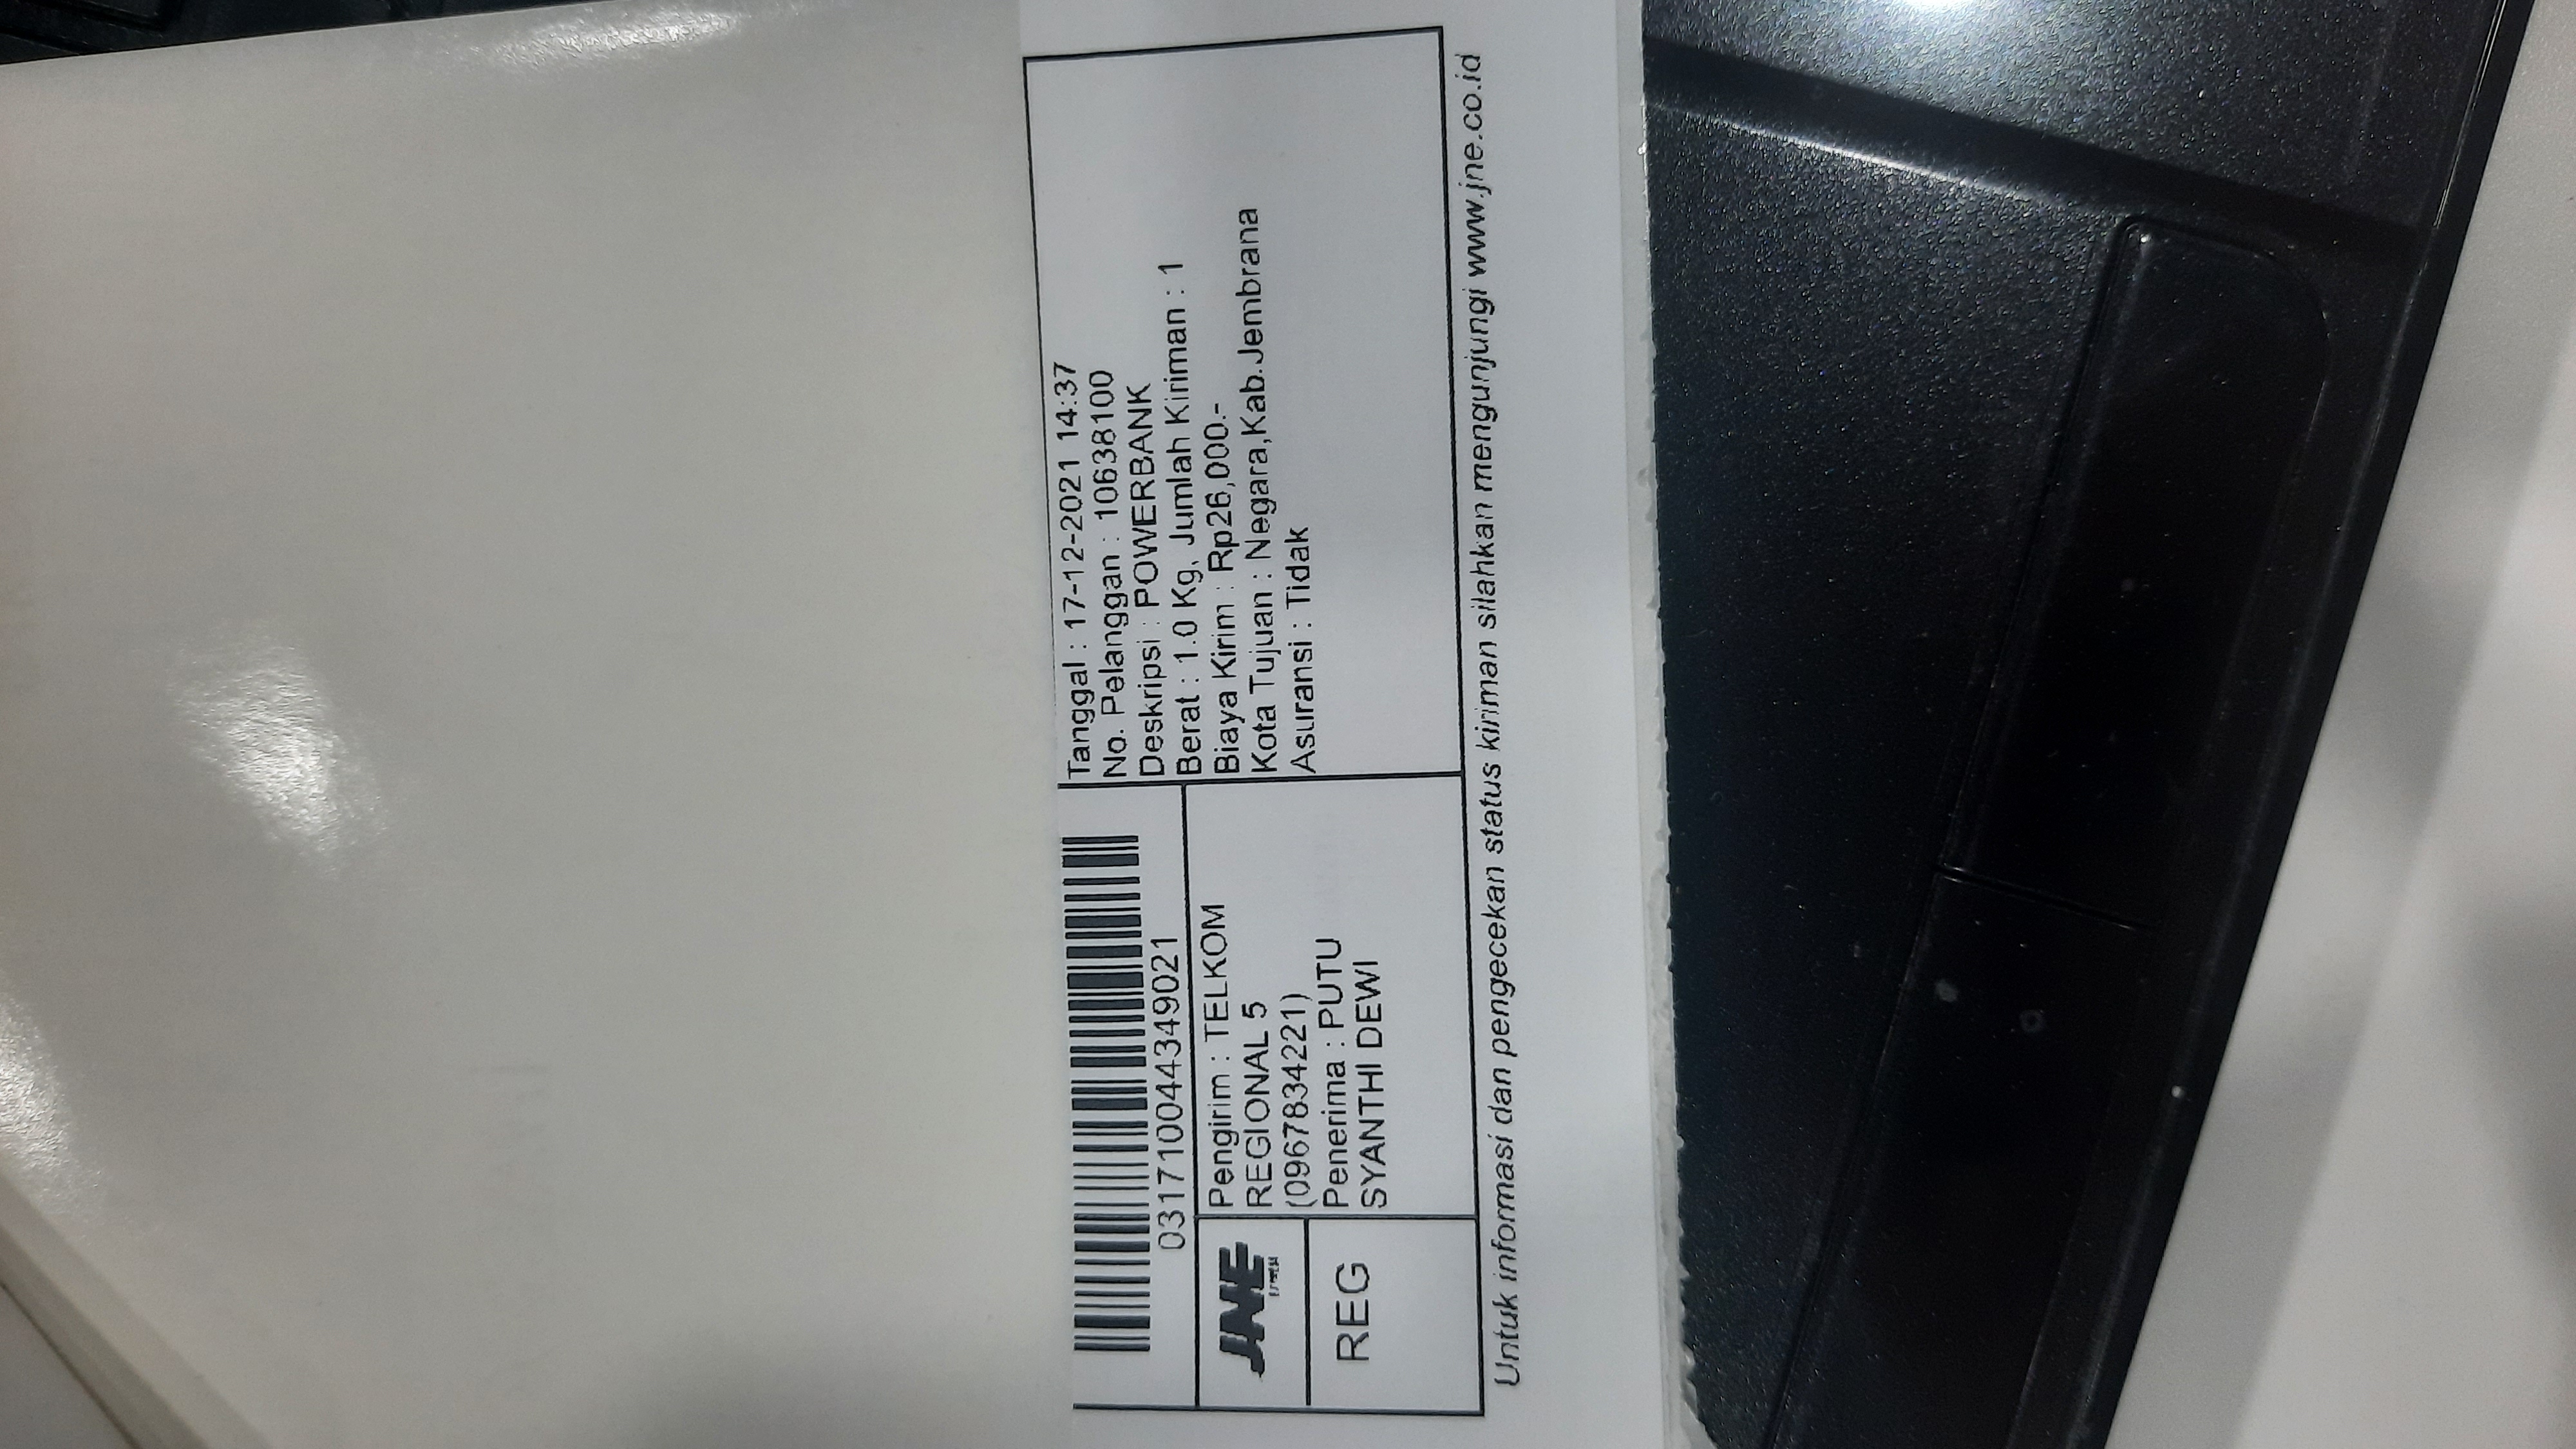 031710044349021
JNE
EXPRESS
REG
Pengirim : TELKOM
REGIONAL 5
(0967834221)
Penerima : PUTU
SYANTHI DEWI
Tanggal : 17-12-2021 14:37
No. Pelanggan : 10638100
Deskripsi : POWERBANK
Berat : 1.0 Kg, Jumlah Kiriman : 1
Biaya Kirim : Rp26,000.-
Kota Tujuan : Negara,Kab.Jembrana
Asuransi : Tidak
Untuk informasi dan pengecekan status kiriman silahkan mengunjungi www.jne.co.id